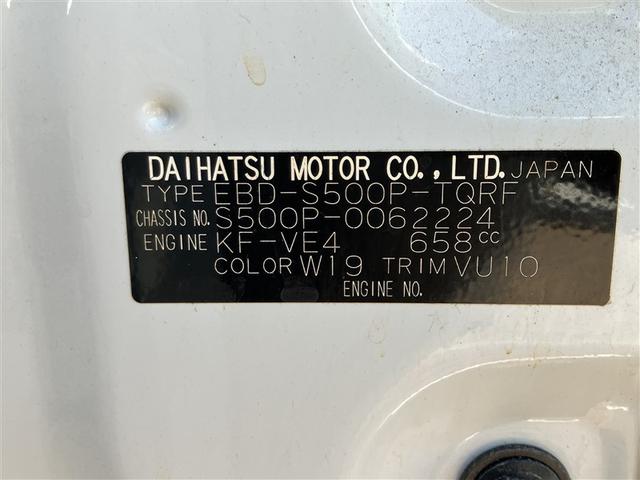 DAIHATSU MOTOR CO., LTD. JAPAN
TYPE EBD-S500P-TQRF
CHASSIS NO. S500P-0062224
ENGINE KF-VE4 658cc
COLOR W19 TRIM VU10
ENGINE NO.